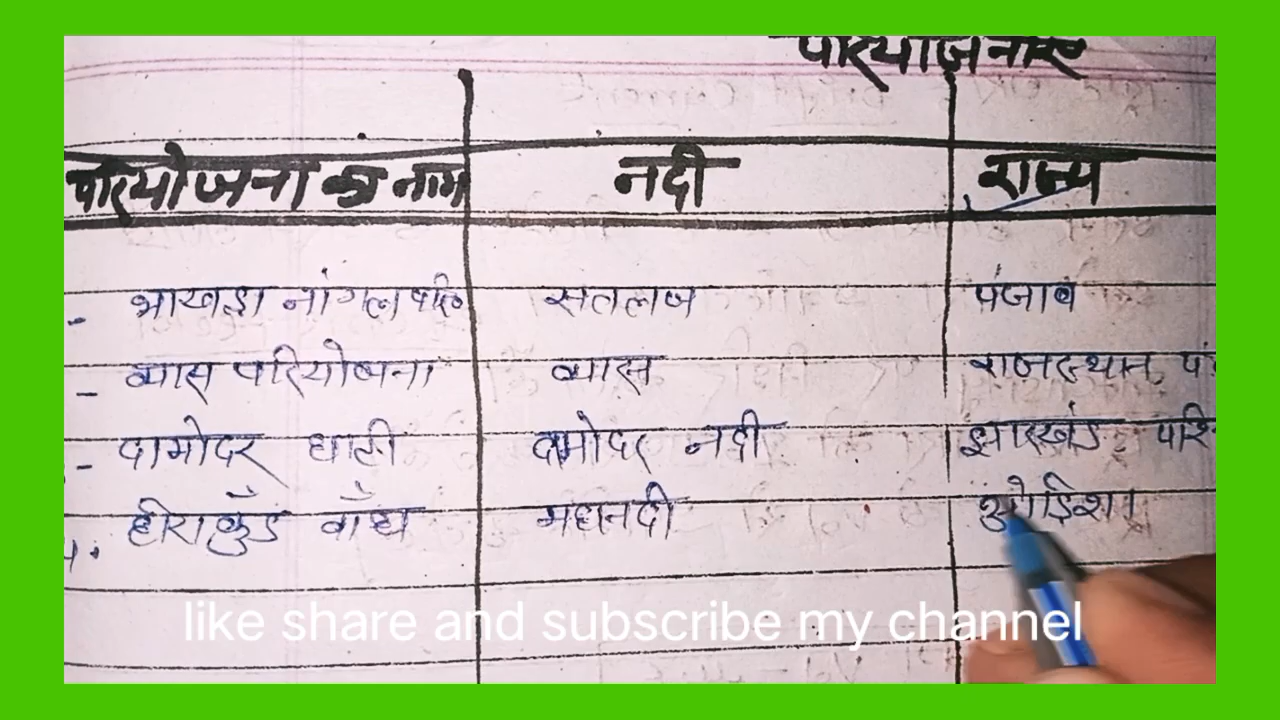 परियोजनाएं
परियोजना का नाम नदी राज्य
- भाखड़ा नांगल सतलज पंजाब
- व्यास परियोजना व्यास राजस्थान
- दामोदर घाटी दामोदर नदी झारखंड
4. हीराकुँड बाँध महानदी ओडिशा
like share and subscribe my channel